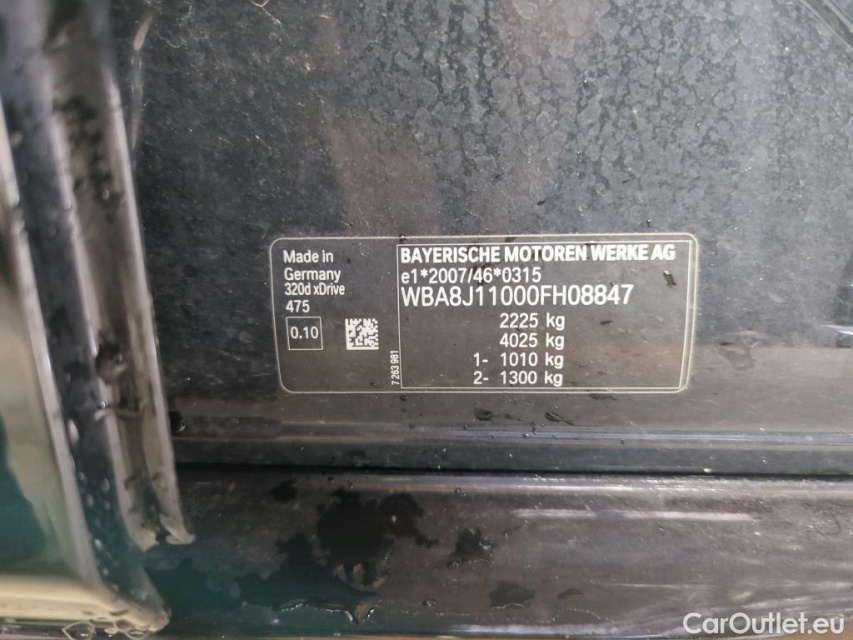 Made in
Germany
320d xDrive
475
0.10
7 263 981
BAYERISCHE MOTOREN WERKE AG
e1*2007/46*0315
WBA8J11000FH08847
2225 kg
4025 kg
1- 1010 kg
2- 1300 kg
CarOutlet.eu